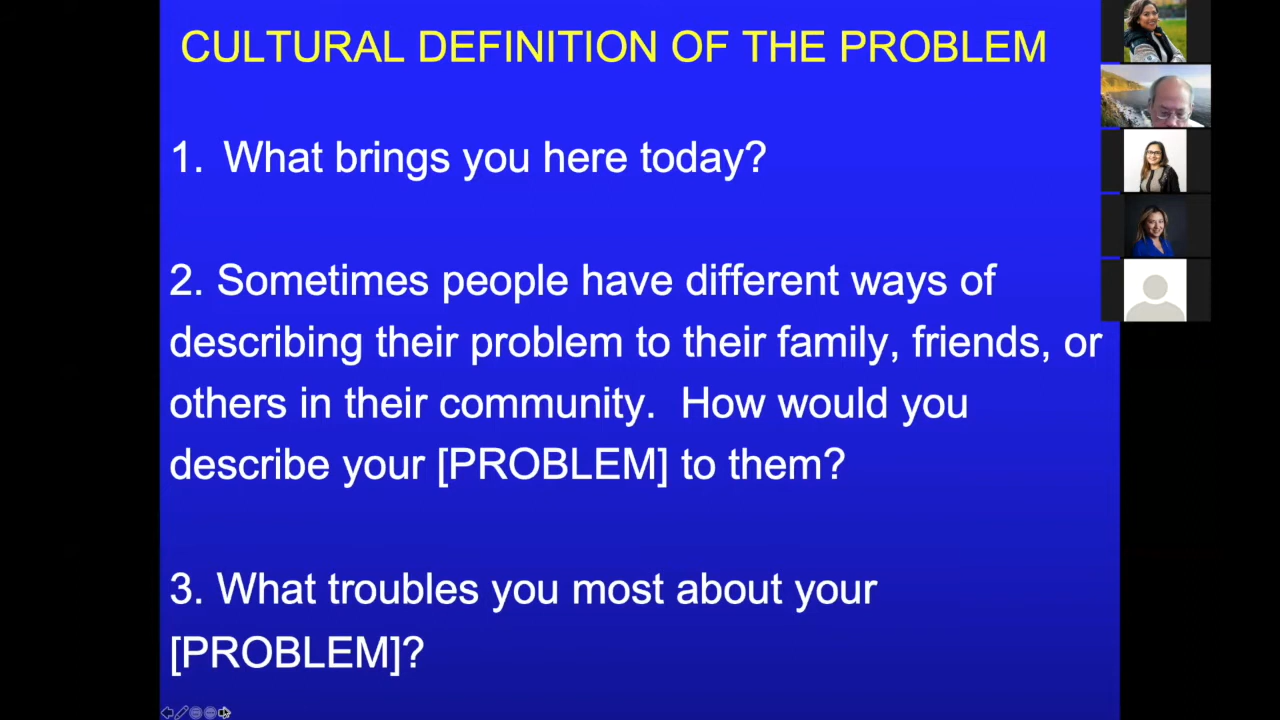 CULTURAL DEFINITION OF THE PROBLEM
1. What brings you here today?
2. Sometimes people have different ways of
describing their problem to their family, friends, or
others in their community.  How would you
describe your [PROBLEM] to them?
3. What troubles you most about your
[PROBLEM]?